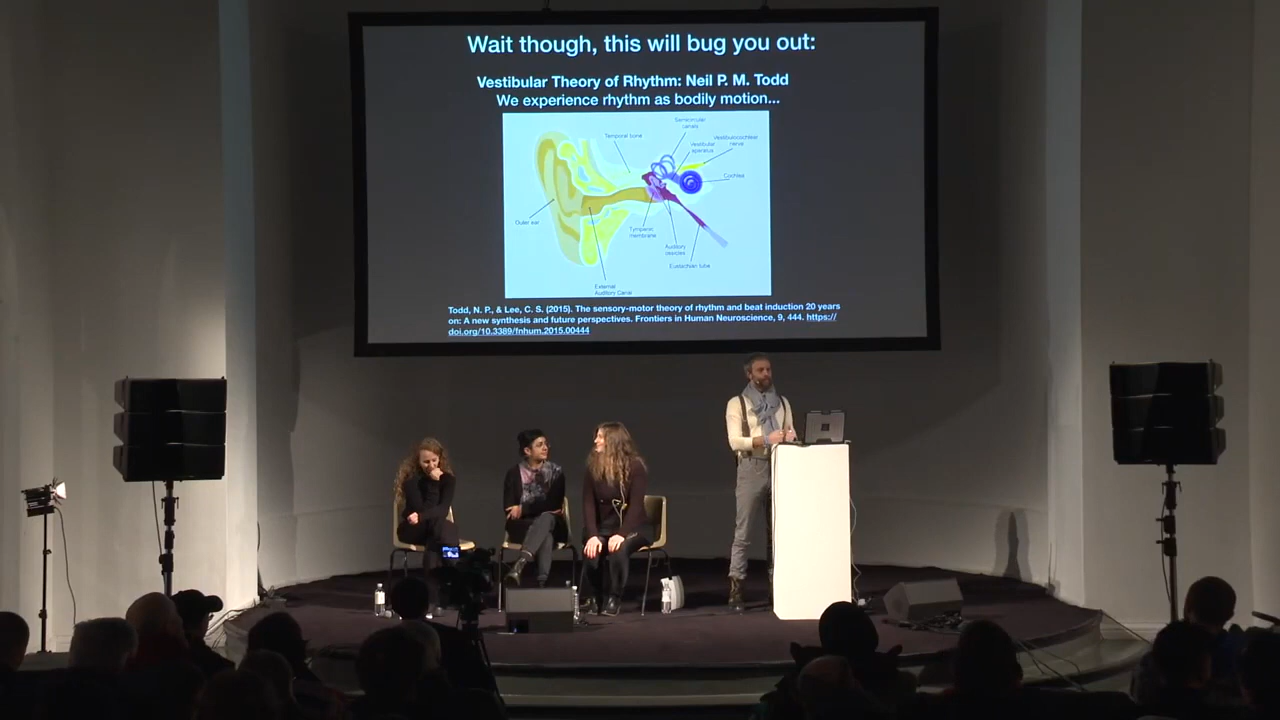 Wait though, this will bug you out:
Vestibular Theory of Rhythm: Neil P. M. Todd
We experience rhythm as bodily motion...
Semicircular
canals
Temporal bone
Vestibulocochlear
nerval
Vestibular
aparatus
Cochlea
Outer ear
Tympanic
membrane
Auditory
ossicles
Eustachian tube
External
Auditory Canal
Todd, N. P., & Lee, C. S. (2015). The sensory-motor theory of rhythm and beat induction 20 years
on: A new synthesis and future perspectives. Frontiers in Human Neuroscience, 9, 444. https://
doi.org/10.3389/fnhum.2015.00444